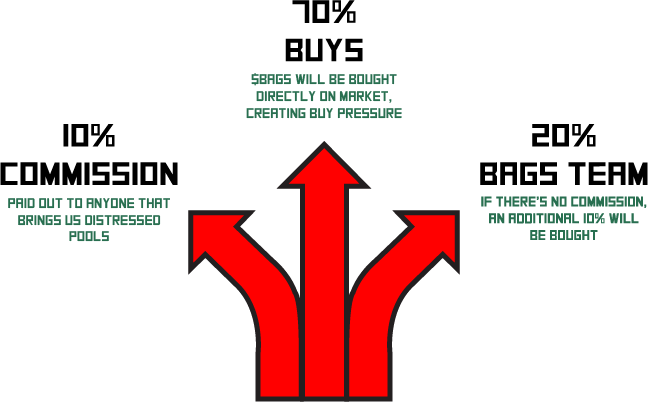 70%
BUYS
$BAGS WILL BE BOUGHT
DIRECTLY ON MARKET,
CREATING BUY PRESSURE
10%
COMMISSION
PAID OUT TO ANYONE THAT
BRINGS US DISTRESSED
POOLS
20%
BAGS TEAM
IF THERE'S NO COMMISSION,
AN ADDITIONAL 10% WILL
BE BOUGHT